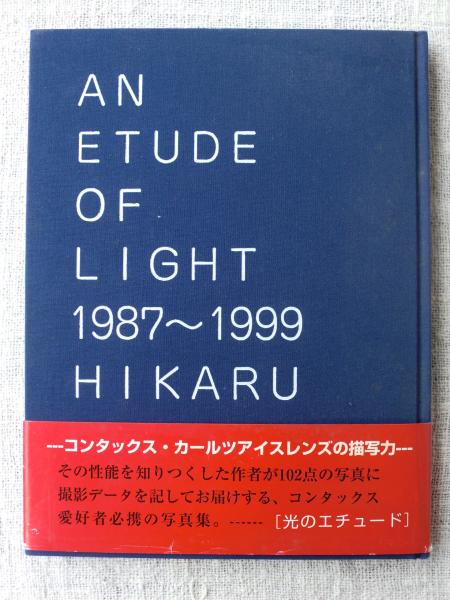 AN
ETUDE
OF
LIGHT
1987〜1999
HIKARU
---コンタックス・カールツアイスレンズの描写力---
その性能を知りつくした作者が102点の写真に
撮影データを記してお届けする、コンタックス
愛好者必携の写真集。------ [光のエチュード]